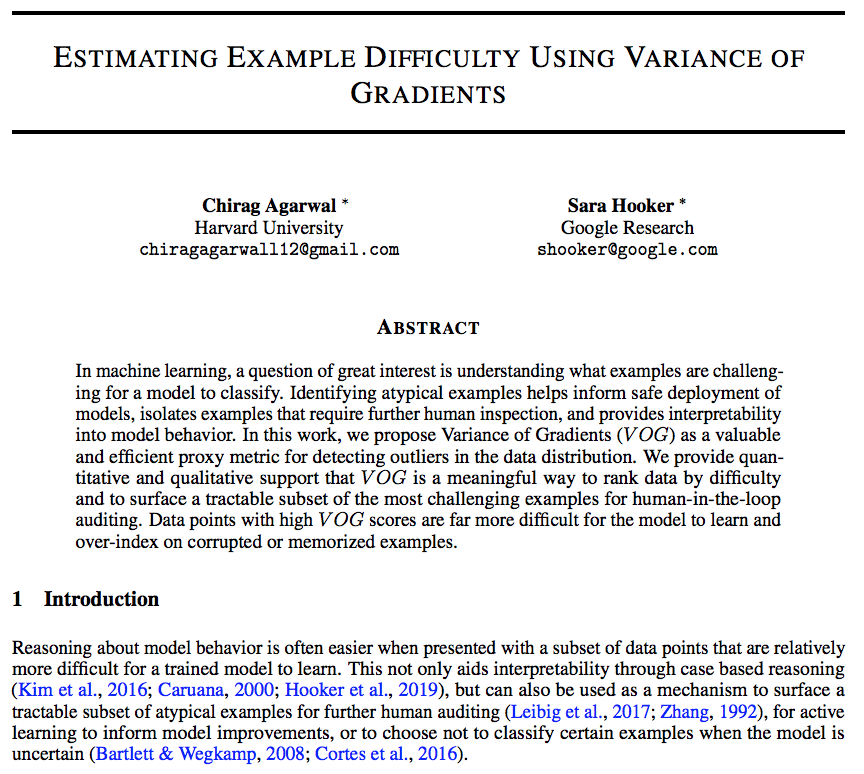 ESTIMATING EXAMPLE DIFFICULTY USING VARIANCE OF
GRADIENTS
Chirag Agarwal * Sara Hooker *
Harvard University Google Research
chiragagarwall12@gmail.com shooker@google.com
ABSTRACT
In machine learning, a question of great interest is understanding what examples are challeng-
ing for a model to classify. Identifying atypical examples helps inform safe deployment of
models, isolates examples that require further human inspection, and provides interpretability
into model behavior. In this work, we propose Variance of Gradients (VOG) as a valuable
and efficient proxy metric for detecting outliers in the data distribution. We provide quan-
titative and qualitative support that VOG is a meaningful way to rank data by difficulty
and to surface a tractable subset of the most challenging examples for human-in-the-loop
auditing. Data points with high VOG scores are far more difficult for the model to learn and
over-index on corrupted or memorized examples.
1 Introduction
Reasoning about model behavior is often easier when presented with a subset of data points that are relatively
more difficult for a trained model to learn. This not only aids interpretability through case based reasoning
(Kim et al., 2016; Caruana, 2000; Hooker et al., 2019), but can also be used as a mechanism to surface a
tractable subset of atypical examples for further human auditing (Leibig et al., 2017; Zhang, 1992), for active
learning to inform model improvements, or to choose not to classify certain examples when the model is
uncertain (Bartlett & Wegkamp, 2008; Cortes et al., 2016).